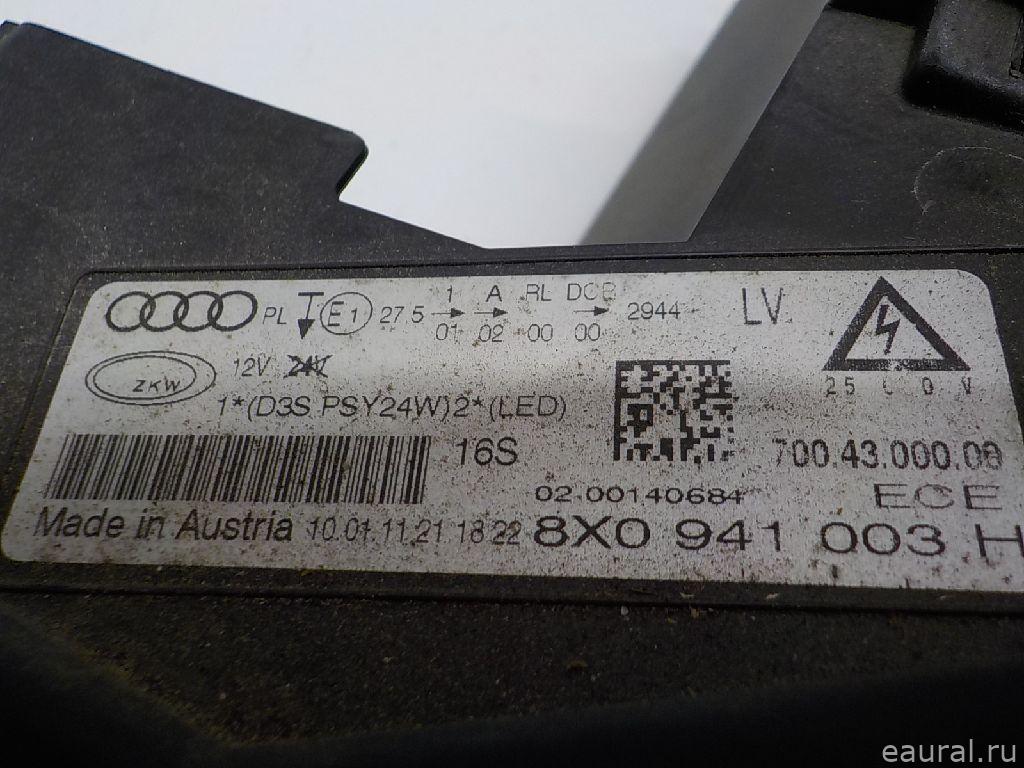 PL T E1 27.5 1 A RL DCB 2944 LV
01 02 00 00
ZKW 12V 24V
2500V
1*(D3S PSY24W)2*(LED)
16S
700.43.000.08
02.00140684
ECE
Made in Austria 10.01.11.21 18:22 8X0 941 003 H
eaural.ru